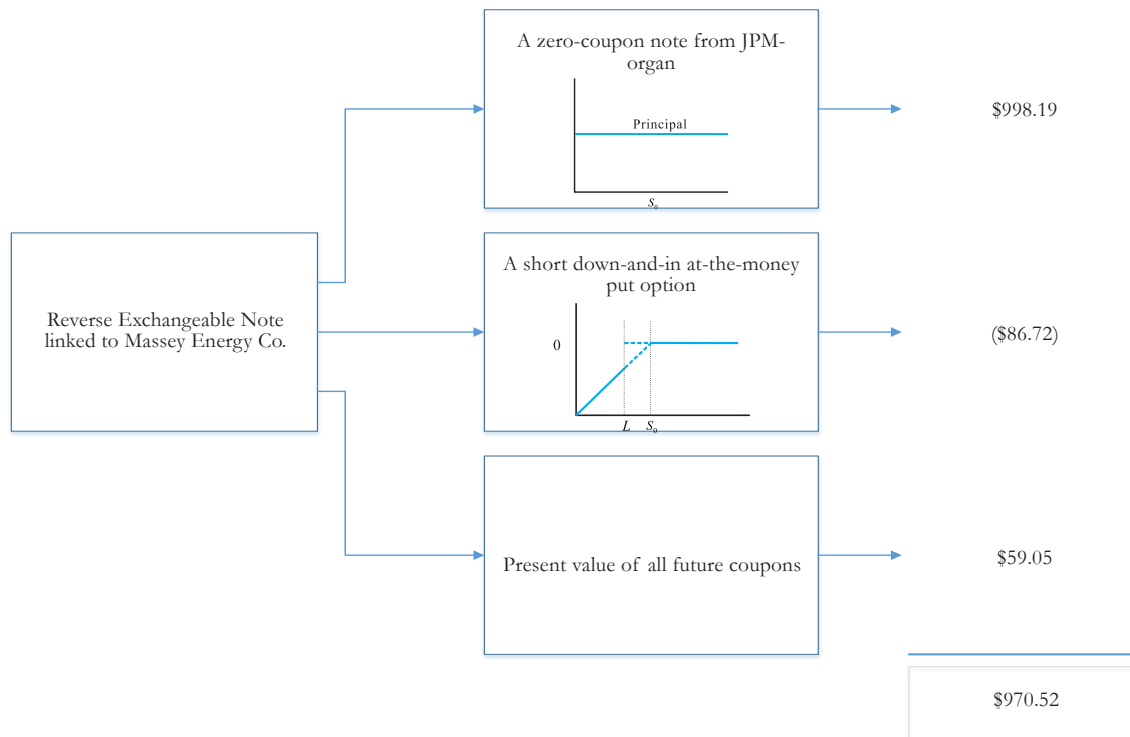 A zero-coupon note from JPM-
organ
Principal
S₀
$998.19
Reverse Exchangeable Note
linked to Massey Energy Co.
A short down-and-in at-the-money
put option
0
L S₀
($86.72)
Present value of all future coupons
$59.05
$970.52